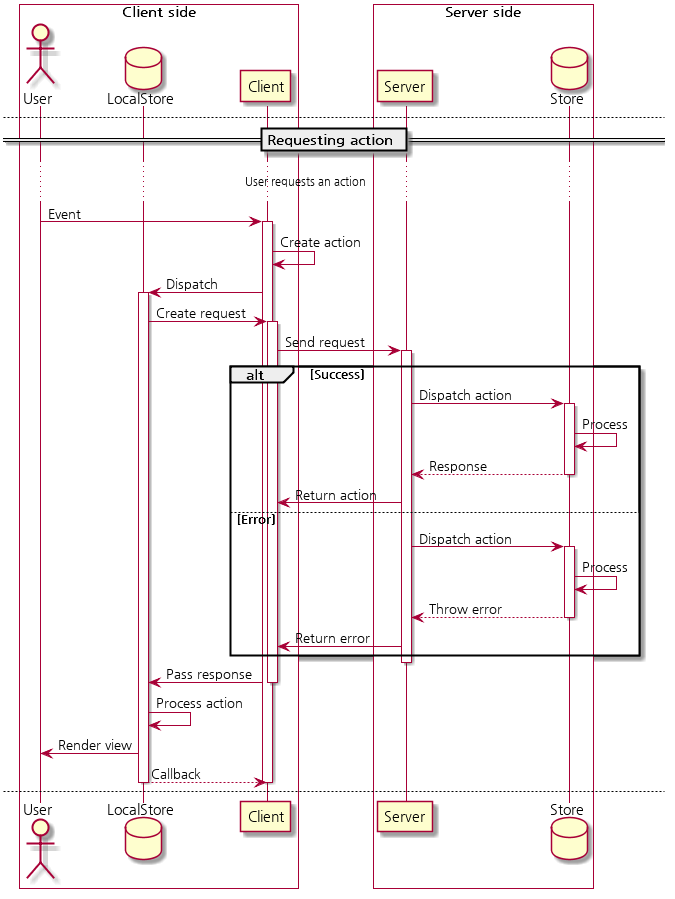 Client side
Server side
User
LocalStore
Client
Server
Store
Requesting action
User requests an action
Event
Create action
Dispatch
Create request
Send request
alt
[Success]
Dispatch action
Process
Response
Return action
[Error]
Dispatch action
Process
Throw error
Return error
Pass response
Process action
Render view
Callback
User
LocalStore
Client
Server
Store